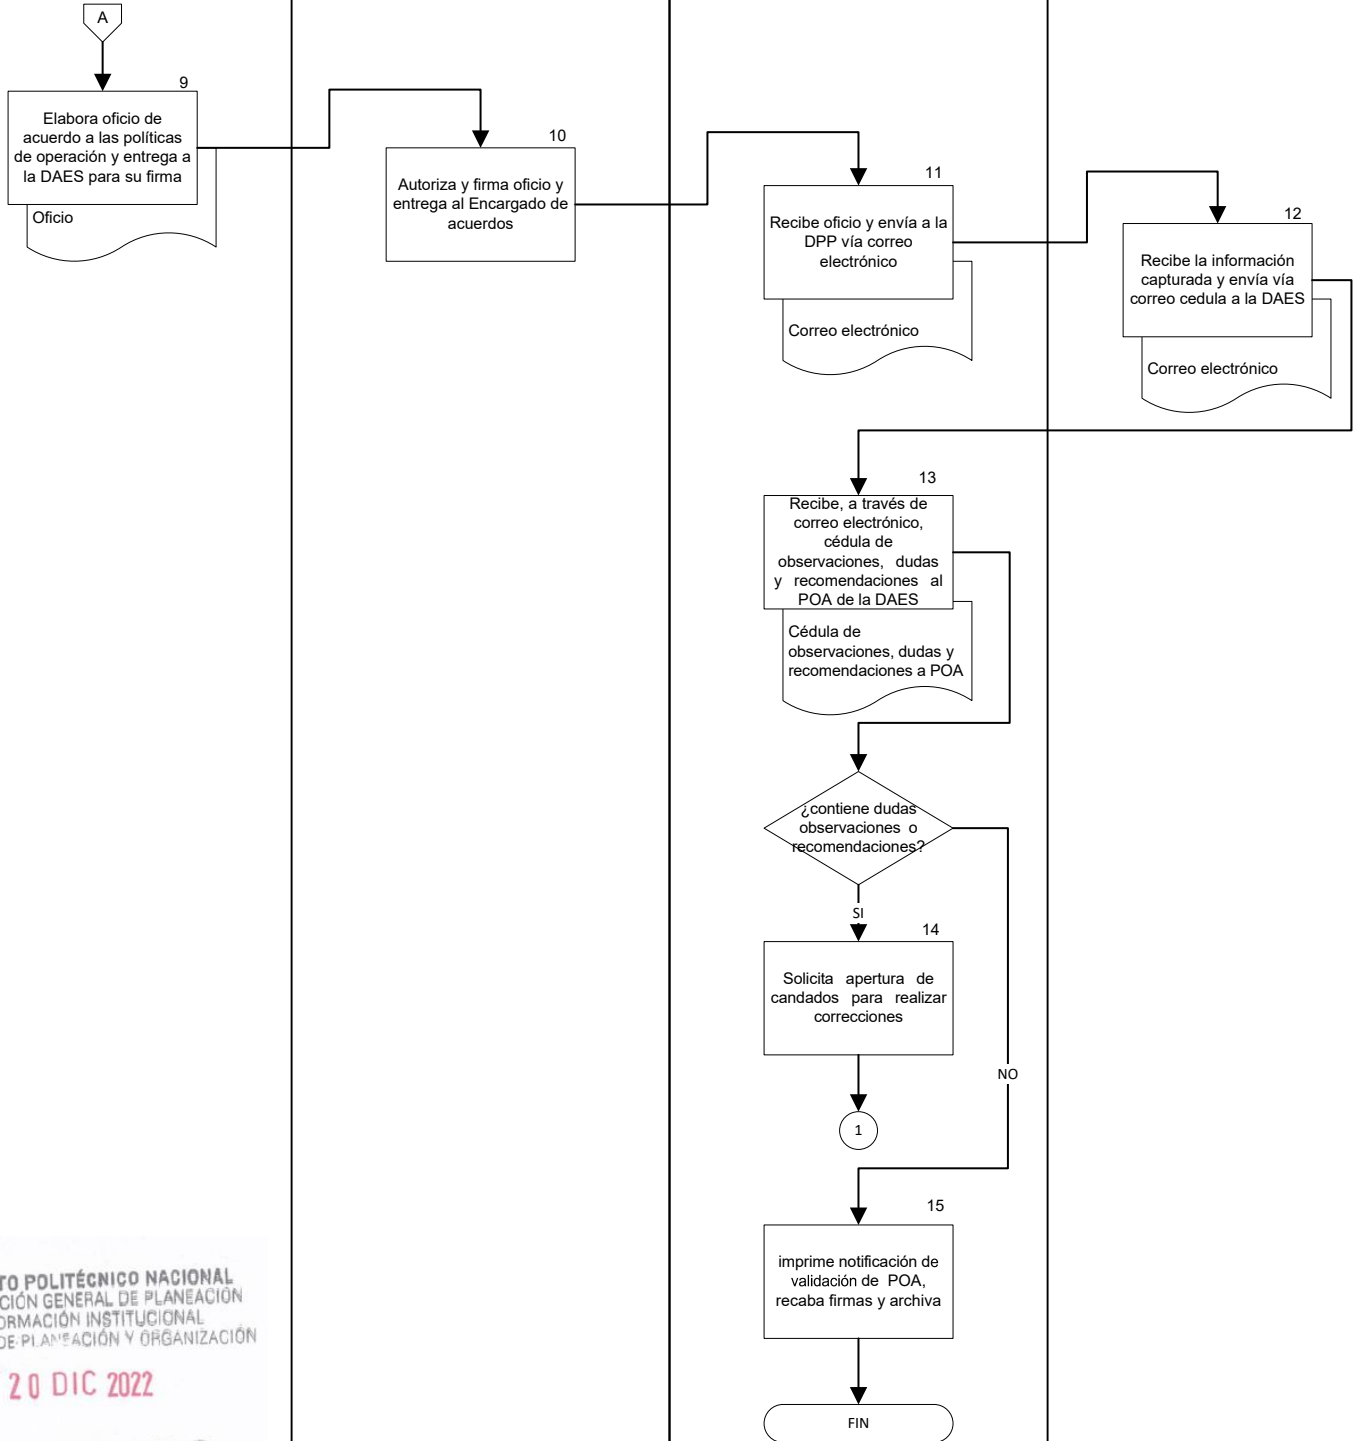 A
9
Elabora oficio de
acuerdo a las políticas
de operación y entrega a
la DAES para su firma
Oficio
10
Autoriza y firma oficio y
entrega al Encargado de
acuerdos
11
Recibe oficio y envía a la
DPP vía correo
electrónico
Correo electrónico
12
Recibe la información
capturada y envía vía
correo cedula a la DAES
Correo electrónico
13
Recibe, a través de
correo electrónico,
cédula de
observaciones, dudas
y recomendaciones al
POA de la DAES
Cédula de
observaciones, dudas y
recomendaciones a POA
¿contiene dudas
observaciones o
recomendaciones?
SI
14
Solicita apertura de
candados para realizar
correcciones
NO
1
15
imprime notificación de
validación de POA,
recaba firmas y archiva
FIN
TO POLITÉCNICO NACIONAL
CIÓN GENERAL DE PLANEACIÓN
ORMACIÓN INSTITUCIONAL
DE PLANEACIÓN Y ORGANIZACIÓN
20 DIC 2022